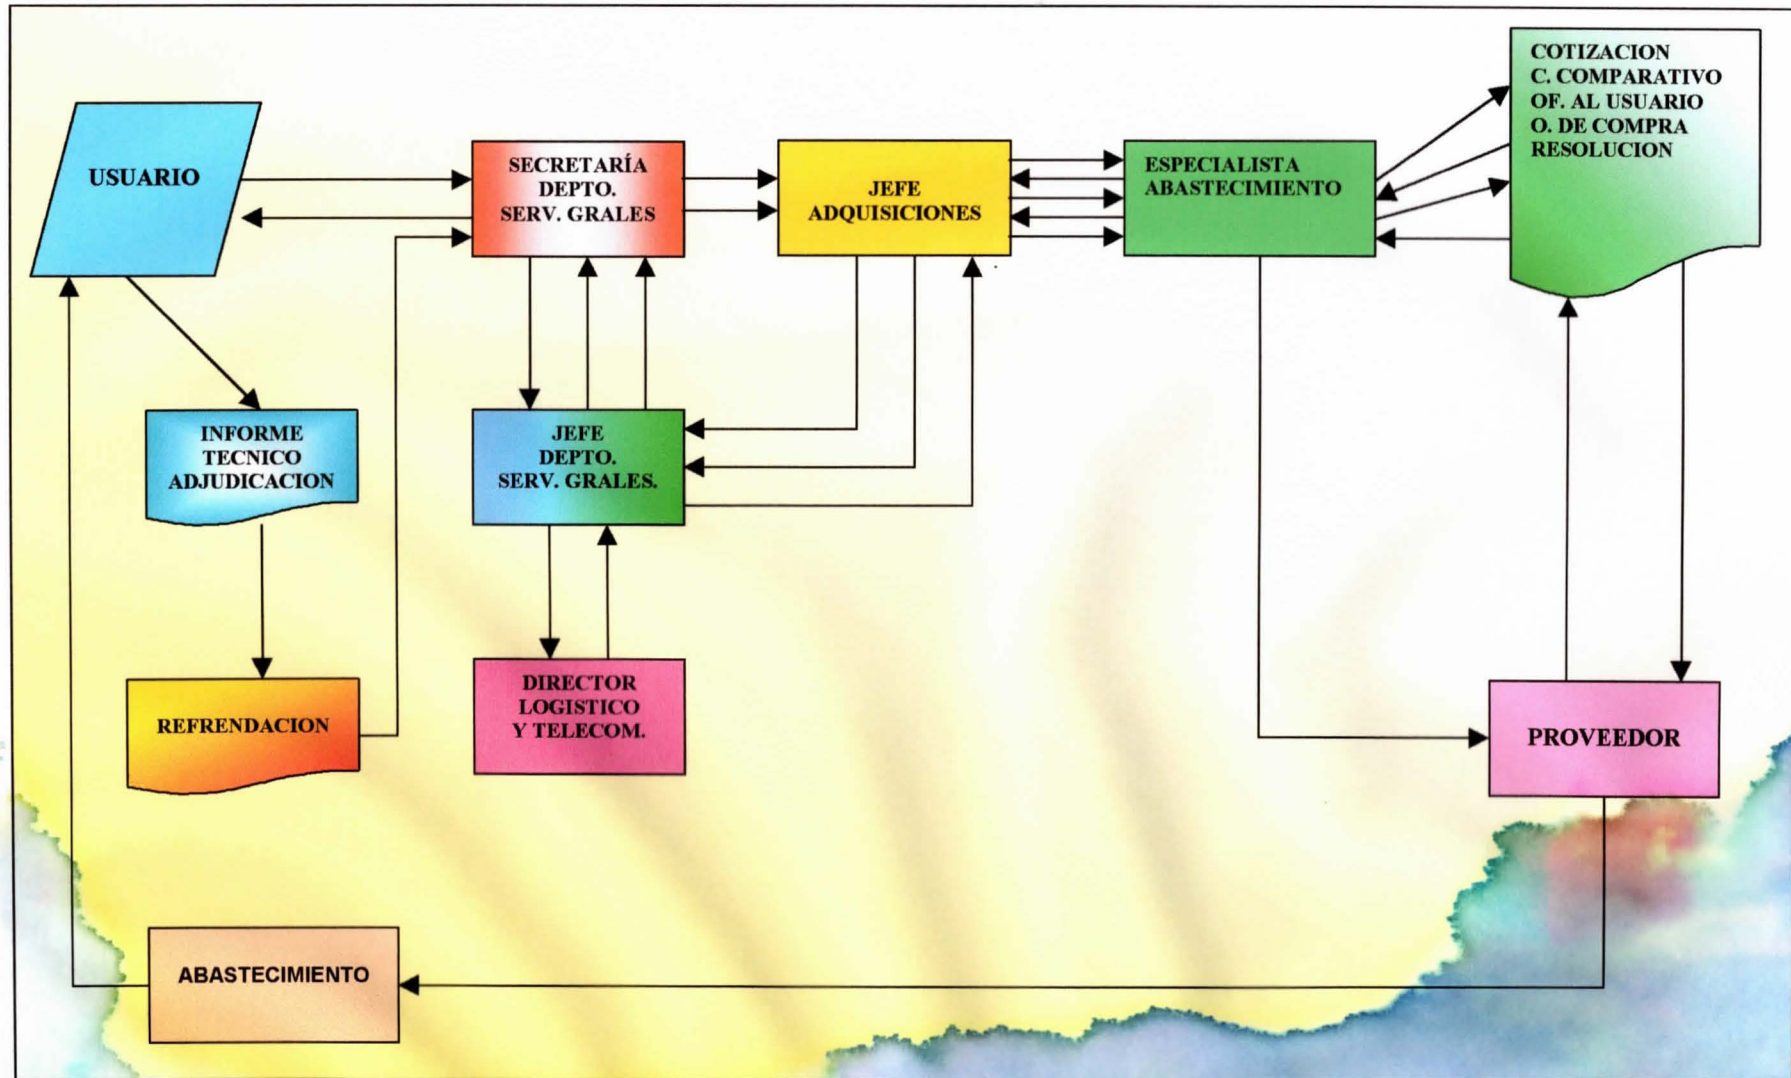 USUARIO
SECRETARÍA
DEPTO.
SERV. GRALES
JEFE
ADQUISICIONES
ESPECIALISTA
ABASTECIMIENTO
COTIZACION
C. COMPARATIVO
OF. AL USUARIO
O. DE COMPRA
RESOLUCION
INFORME
TECNICO
ADJUDICACION
JEFE
DEPTO.
SERV. GRALES.
REFRENDACION
DIRECTOR
LOGISTICO
Y TELECOM.
PROVEEDOR
ABASTECIMIENTO